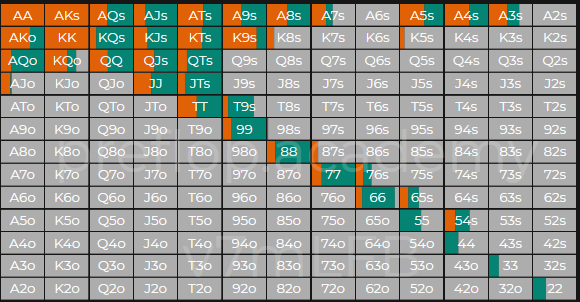 AA AKs AQs AJs ATs A9s A8s A7s A6s A5s A4s A3s A2s
AKo KK KQs KJs KTs K9s K8s K7s K6s K5s K4s K3s K2s
AQo KQo QQ QJs QTs Q9s Q8s Q7s Q6s Q5s Q4s Q3s Q2s
AJo KJo QJo JJ JTs J9s J8s J7s J6s J5s J4s J3s J2s
ATo KTo QTo JTo TT T9s T8s T7s T6s T5s T4s T3s T2s
A9o K9o Q9o J9o T9o 99 98s 97s 96s 95s 94s 93s 92s
A8o K8o Q8o J8o T8o 98o 88 87s 86s 85s 84s 83s 82s
A7o K7o Q7o J7o T7o 97o 87o 77 76s 75s 74s 73s 72s
A6o K6o Q6o J6o T6o 96o 86o 76o 66 65s 64s 63s 62s
A5o K5o Q5o J5o T5o 95o 85o 75o 65o 55 54s 53s 52s
A4o K4o Q4o J4o T4o 94o 84o 74o 64o 54o 44 43s 42s
A3o K3o Q3o J3o T3o 93o 83o 73o 63o 53o 43o 33 32s
A2o K2o Q2o J2o T2o 92o 82o 72o 62o 52o 42o 32o 22